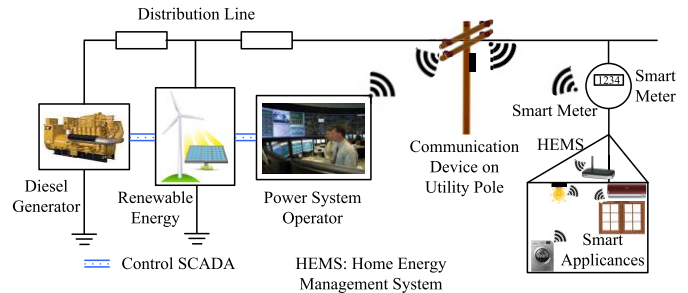 Distribution Line
1234
Smart
Meter
Smart Meter
HEMS
Communication
Device on
Utility Pole
Diesel
Generator
Renewable
Energy
Power System
Operator
Smart
Applicances
Control SCADA
HEMS: Home Energy
Management System